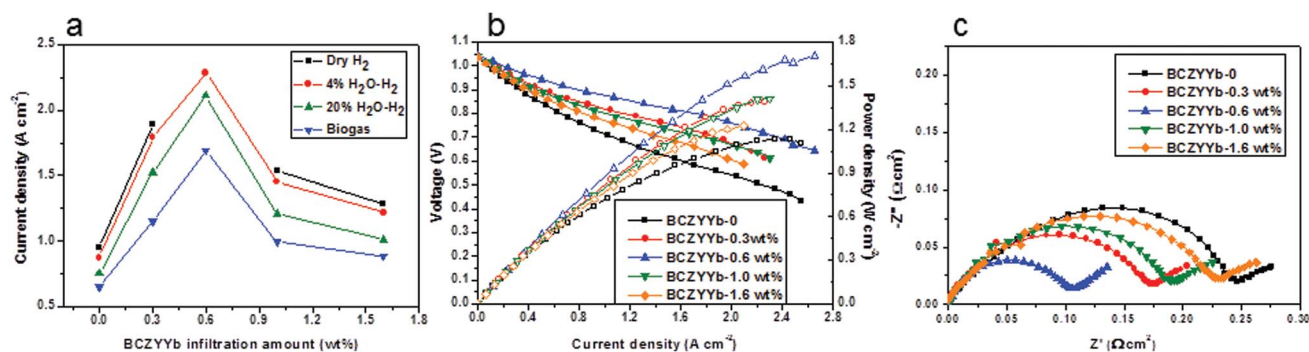 a
Current density (A cm⁻²)
2.5
2.0
1.5
1.0
0.5
0.0 0.3 0.6 0.9 1.2 1.5 1.8
BCZYYb infiltration amount (wt%)
Dry H₂
4% H₂O-H₂
20% H₂O-H₂
Biogas
b
Voltage (V)
1.1
1.0
0.9
0.8
0.7
0.6
0.5
0.4
0.3
0.2
0.1
0.0
0.0 0.4 0.8 1.2 1.6 2.0 2.4 2.8
Current density (A cm⁻²)
1.8
1.5
1.2
0.9
0.6
0.3
0.0
Power density (W cm⁻²)
BCZYYb-0
BCZYYb-0.3wt%
BCZYYb-0.6 wt%
BCZYYb-1.0 wt%
BCZYYb-1.6 wt%
c
-Z" (Ωcm²)
0.20
0.15
0.10
0.05
0.00
0.00 0.05 0.10 0.15 0.20 0.25 0.30
Z' (Ωcm²)
BCZYYb-0
BCZYYb-0.3 wt%
BCZYYb-0.6 wt%
BCZYYb-1.0 wt%
BCZYYb-1.6 wt%